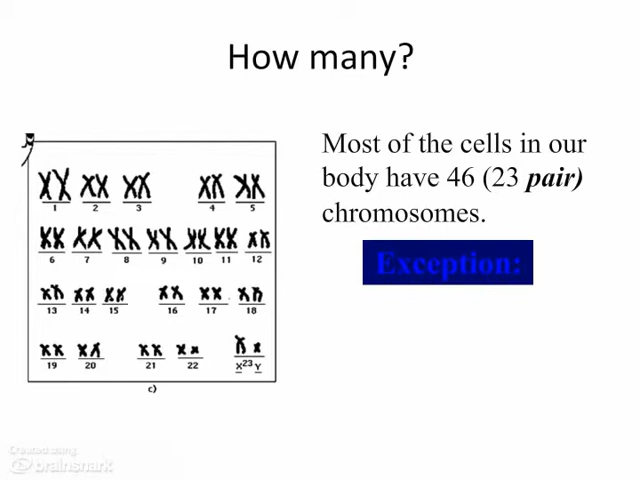 How many?
Most of the cells in our
body have 46 (23 pair)
chromosomes.
Exception:
1 2 3 4 5
6 7 8 9 10 11 12
13 14 15 16 17 18
19 20 21 22 X 23 Y
c)
Created using
brainshark